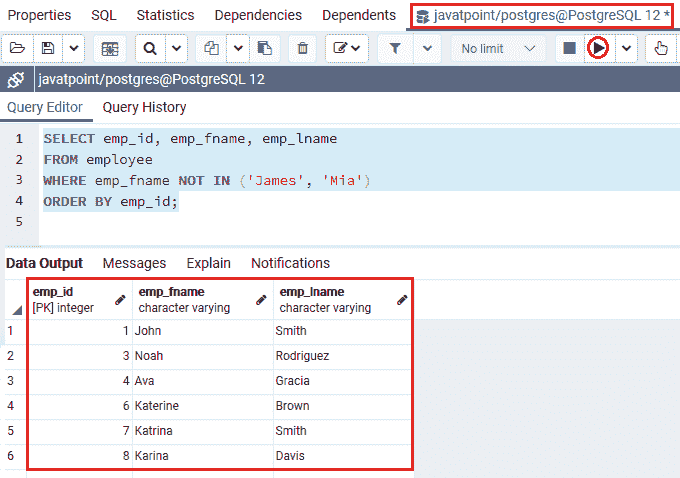 Properties SQL Statistics Dependencies Dependents javatpoint/postgres@PostgreSQL 12 *
No limit
javatpoint/postgres@PostgreSQL 12
Query Editor Query History
1 SELECT emp_id, emp_fname, emp_lname
2 FROM employee
3 WHERE emp_fname NOT IN ('James', 'Mia')
4 ORDER BY emp_id;
5
Data Output Messages Explain Notifications
emp_id emp_fname emp_lname
[PK] integer character varying character varying
1 1 John Smith
2 3 Noah Rodriguez
3 4 Ava Gracia
4 6 Katerine Brown
5 7 Katrina Smith
6 8 Karina Davis